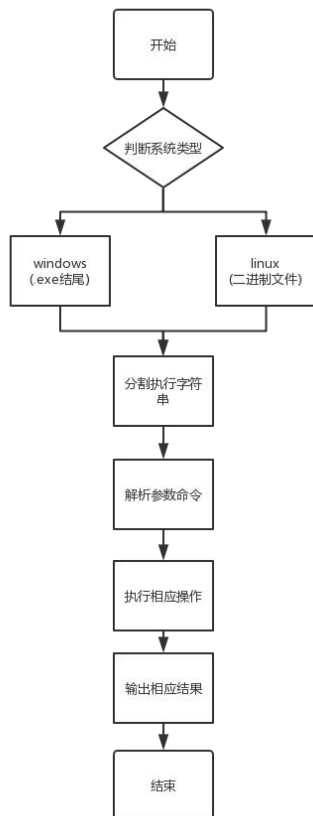 开始
判断系统类型
windows
(.exe结尾)
linux
(二进制文件)
分割执行字符
串
解析参数命令
执行相应操作
输出相应结果
结束